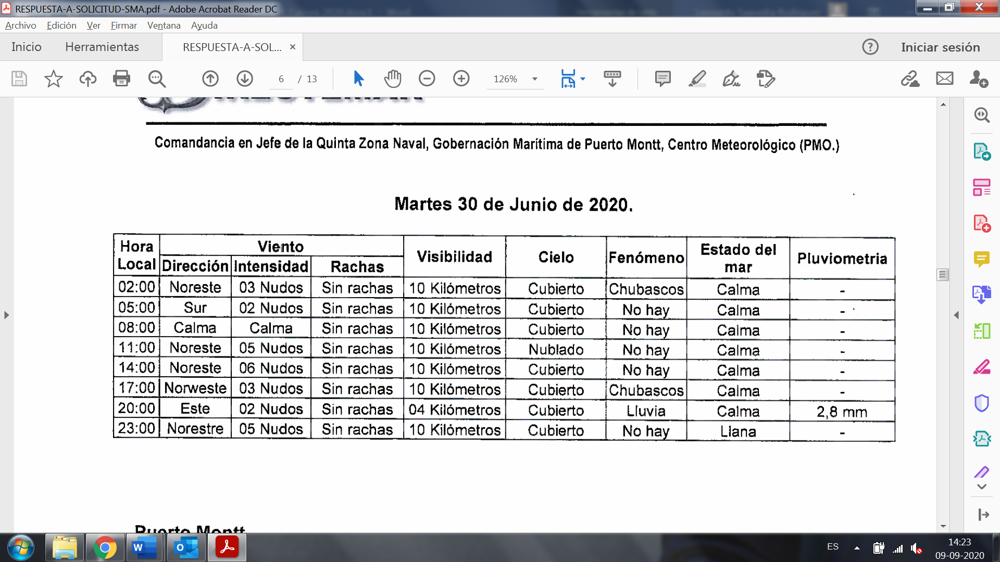 RESPUESTA-A-SOLICITUD-SMA.pdf - Adobe Acrobat Reader DC
Archivo Edición Ver Firmar Ventana Ayuda
Inicio Herramientas RESPUESTA-A-SOL... × ? Iniciar sesión
6 / 13 126%
Comandancia en Jefe de la Quinta Zona Naval, Gobernación Marítima de Puerto Montt, Centro Meteorológico (PMO.)
Martes 30 de Junio de 2020.
Hora Local Viento Visibilidad Cielo Fenómeno Estado del mar Pluviometria
Dirección Intensidad Rachas
02:00 Noreste 03 Nudos Sin rachas 10 Kilómetros Cubierto Chubascos Calma -
05:00 Sur 02 Nudos Sin rachas 10 Kilómetros Cubierto No hay Calma -
08:00 Calma Calma Sin rachas 10 Kilómetros Cubierto No hay Calma -
11:00 Noreste 05 Nudos Sin rachas 10 Kilómetros Nublado No hay Calma -
14:00 Noreste 06 Nudos Sin rachas 10 Kilómetros Cubierto No hay Calma -
17:00 Norweste 03 Nudos Sin rachas 10 Kilómetros Cubierto Chubascos Calma -
20:00 Este 02 Nudos Sin rachas 04 Kilómetros Cubierto Lluvia Calma 2,8 mm
23:00 Norestre 05 Nudos Sin rachas 10 Kilómetros Cubierto No hay Llana -
Puerto Montt
ES 14:23
09-09-2020